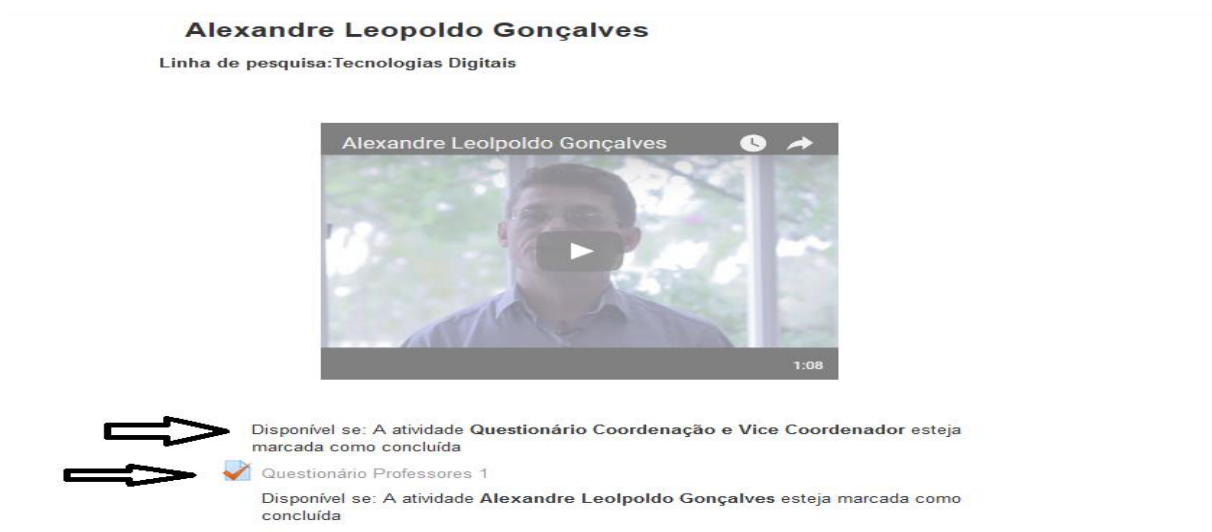 Alexandre Leopoldo Gonçalves
Linha de pesquisa:Tecnologias Digitais
Alexandre Leolpoldo Gonçalves
1:08
Disponível se: A atividade Questionário Coordenação e Vice Coordenador esteja
marcada como concluída
Questionário Professores 1
Disponível se: A atividade Alexandre Leolpoldo Gonçalves esteja marcada como
concluída